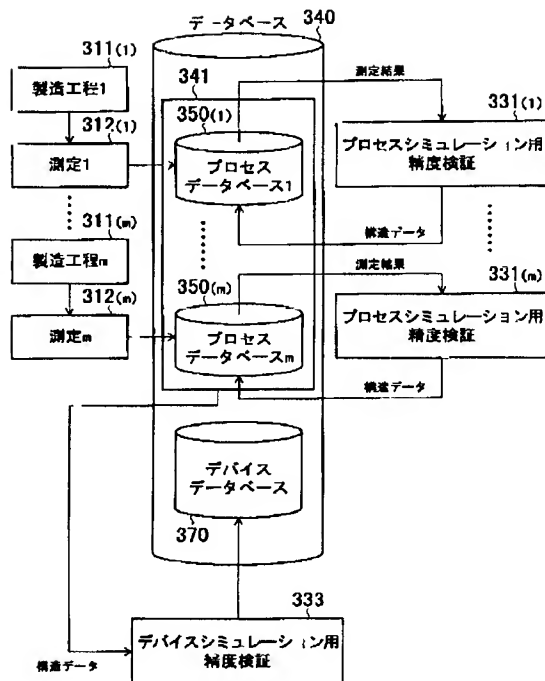 データベース 340
311(1)
製造工程1
312(1)
測定1
311(m)
製造工程m
312(m)
測定m
341
350(1)
プロセス
データベース1
350(m)
プロセス
データベースm
デバイス
データベース
370
測定結果
331(1)
プロセスシミュレーション用
精度検証
構造データ
測定結果
331(m)
プロセスシミュレーション用
精度検証
構造データ
333
デバイスシミュレーション用
精度検証
構造データ